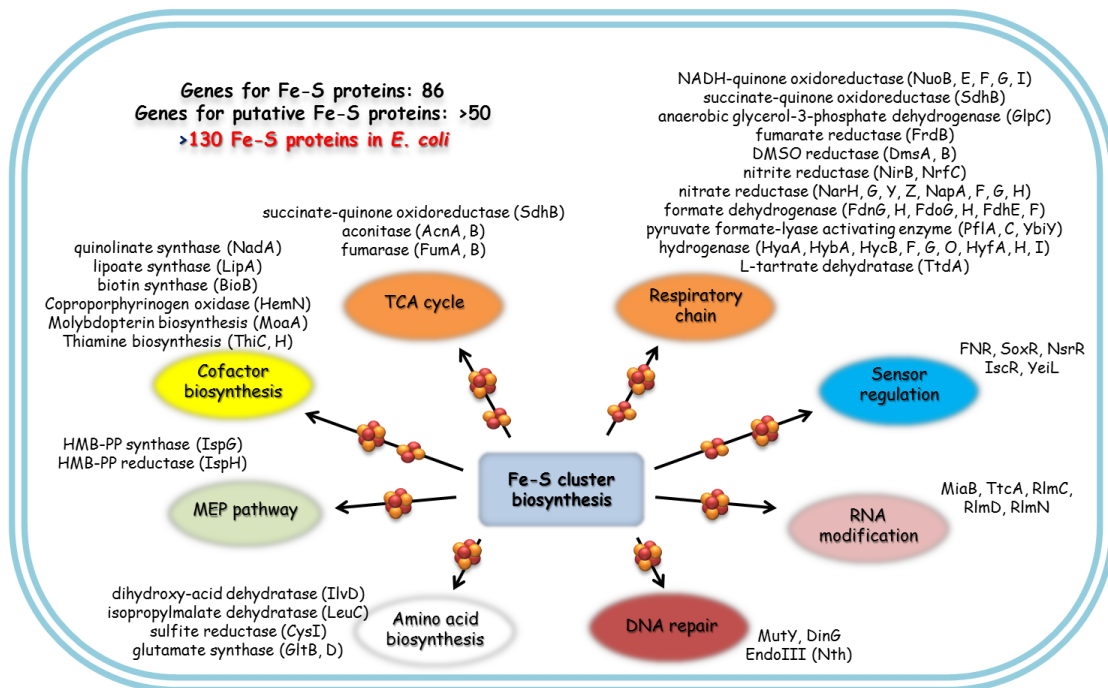 Genes for Fe-S proteins: 86
Genes for putative Fe-S proteins: >50
>130 Fe-S proteins in E. coli
NADH-quinone oxidoreductase (NuoB, E, F, G, I)
succinate-quinone oxidoreductase (SdhB)
anaerobic glycerol-3-phosphate dehydrogenase (GlpC)
fumarate reductase (FrdB)
DMSO reductase (DmsA, B)
nitrite reductase (NirB, NrfC)
nitrate reductase (NarH, G, Y, Z, NapA, F, G, H)
formate dehydrogenase (FdnG, H, FdoG, H, FdhE, F)
pyruvate formate-lyase activating enzyme (PflA, C, YbiY)
hydrogenase (HyaA, HybA, HycB, F, G, O, HyfA, H, I)
L-tartrate dehydratase (TtdA)
succinate-quinone oxidoreductase (SdhB)
aconitase (AcnA, B)
fumarase (FumA, B)
quinolinate synthase (NadA)
lipoate synthase (LipA)
biotin synthase (BioB)
Coproporphyrinogen oxidase (HemN)
Molybdopterin biosynthesis (MoaA)
Thiamine biosynthesis (ThiC, H)
TCA cycle
Respiratory
chain
Cofactor
biosynthesis
FNR, SoxR, NsrR
IscR, YeiL
Sensor
regulation
HMB-PP synthase (IspG)
HMB-PP reductase (IspH)
MEP pathway
Fe-S cluster
biosynthesis
MiaB, TtcA, RlmC,
RlmD, RlmN
RNA
modification
dihydroxy-acid dehydratase (IlvD)
isopropylmalate dehydratase (LeuC)
sulfite reductase (CysI)
glutamate synthase (GltB, D)
Amino acid
biosynthesis
DNA repair
MutY, DinG
EndoIII (Nth)